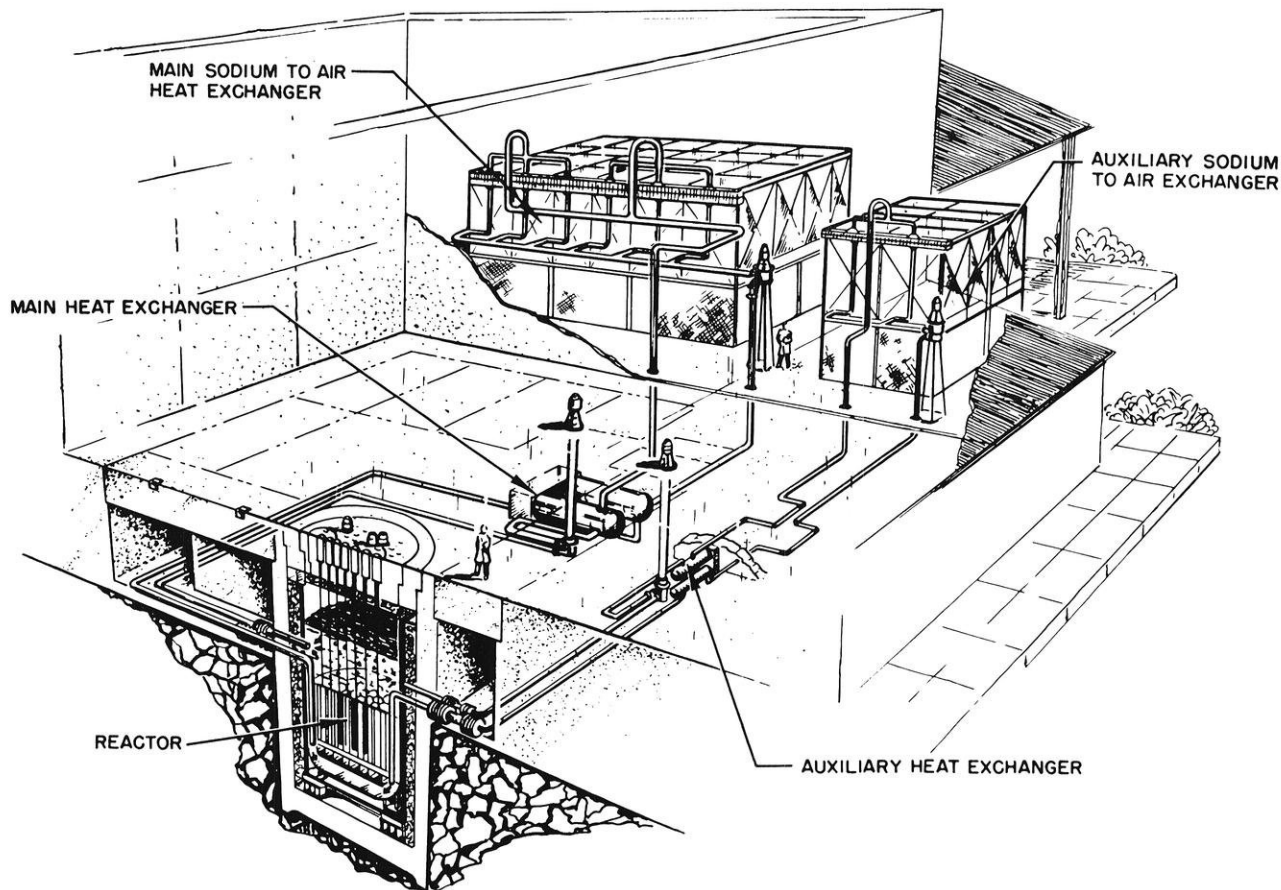 MAIN SODIUM TO AIR
HEAT EXCHANGER
AUXILIARY SODIUM
TO AIR EXCHANGER
MAIN HEAT EXCHANGER
REACTOR
AUXILIARY HEAT EXCHANGER